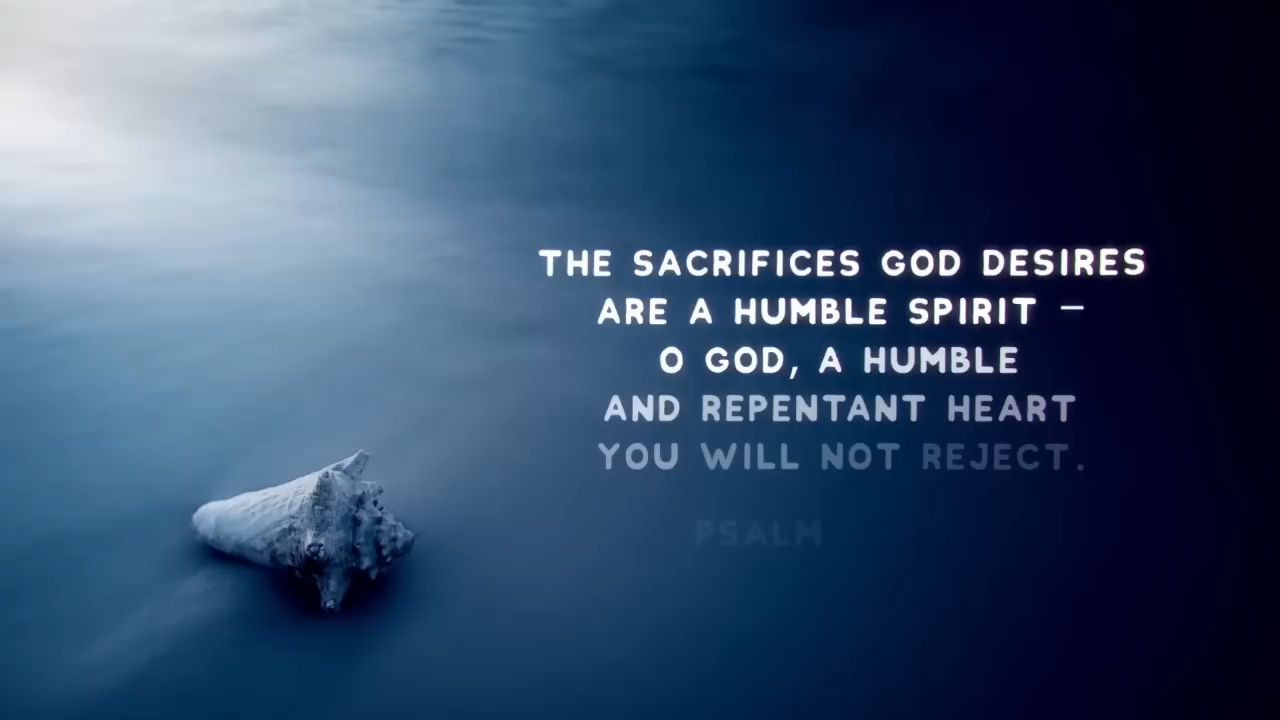 THE SACRIFICES GOD DESIRES
ARE A HUMBLE SPIRIT –
O GOD, A HUMBLE
AND REPENTANT HEART
YOU WILL NOT REJECT.
PSALM